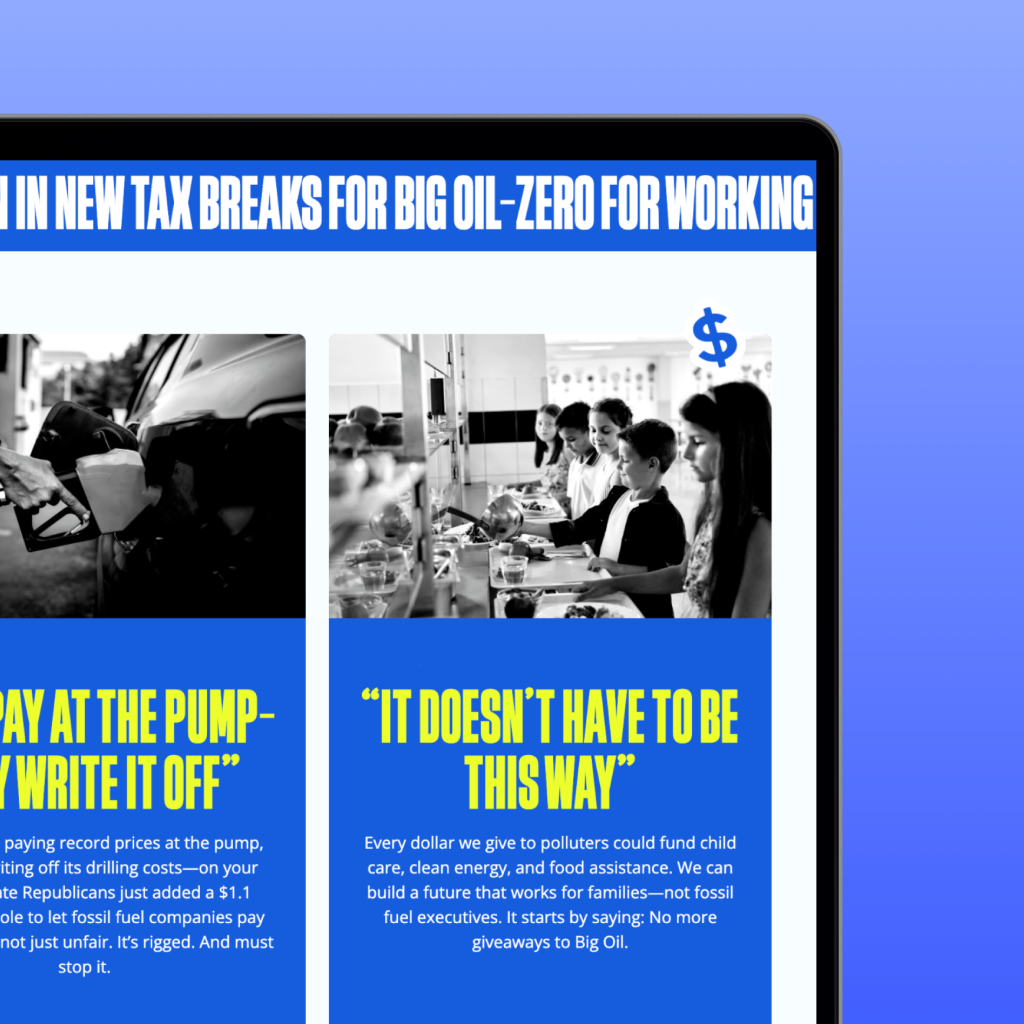 IN NEW TAX BREAKS FOR BIG OIL-ZERO FOR WORKING
$
PAY AT THE PUMP-
WRITE IT OFF”
paying record prices at the pump,
off its drilling costs—on your
Republicans just added a $1.1
to let fossil fuel companies pay
not just unfair. It’s rigged. And must
stop it.
“IT DOESN’T HAVE TO BE
THIS WAY”
Every dollar we give to polluters could fund child
care, clean energy, and food assistance. We can
build a future that works for families—not fossil
fuel executives. It starts by saying: No more
giveaways to Big Oil.